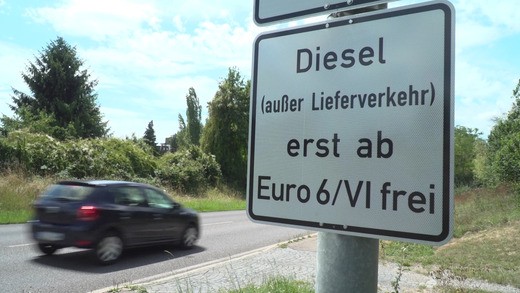 Diesel
(außer Lieferverkehr)
erst ab
Euro 6/VI frei